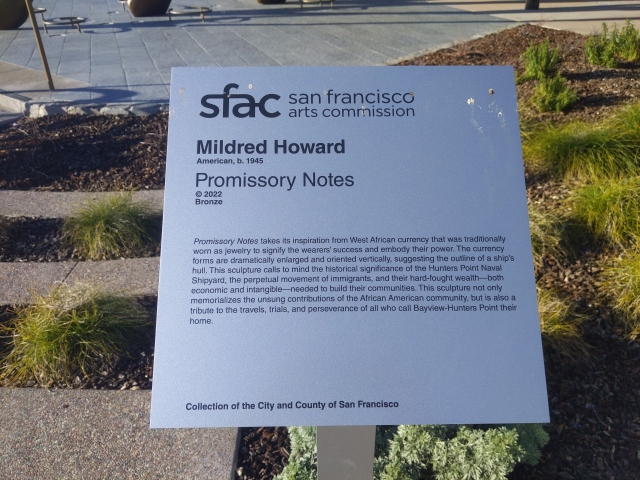 sfac san francisco
arts commission
Mildred Howard
American, b. 1945
Promissory Notes
© 2022
Bronze
Promissory Notes takes its inspiration from West African currency that was traditionally
worn as jewelry to signify the wearers' success and embody their power. The currency
forms are dramatically enlarged and oriented vertically, suggesting the outline of a ship's
hull. This sculpture calls to mind the historical significance of the Hunters Point Naval
Shipyard, the perpetual movement of immigrants, and their hard-fought wealth—both
economic and intangible—needed to build their communities. This sculpture not only
memorializes the unsung contributions of the African American community, but is also a
tribute to the travels, trials, and perseverance of all who call Bayview-Hunters Point their
home.
Collection of the City and County of San Francisco